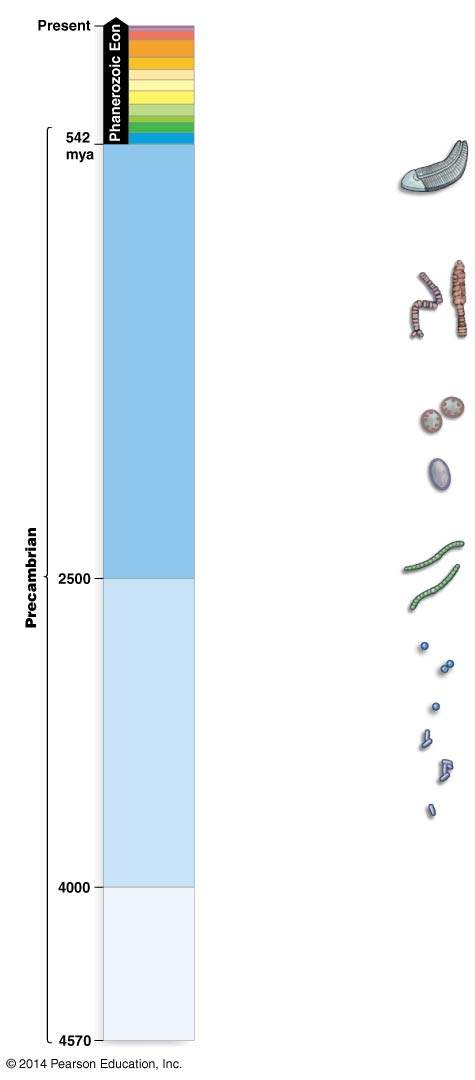 Present
Phanerozoic Eon
542
mya
Precambrian
2500
4000
4570
© 2014 Pearson Education, Inc.